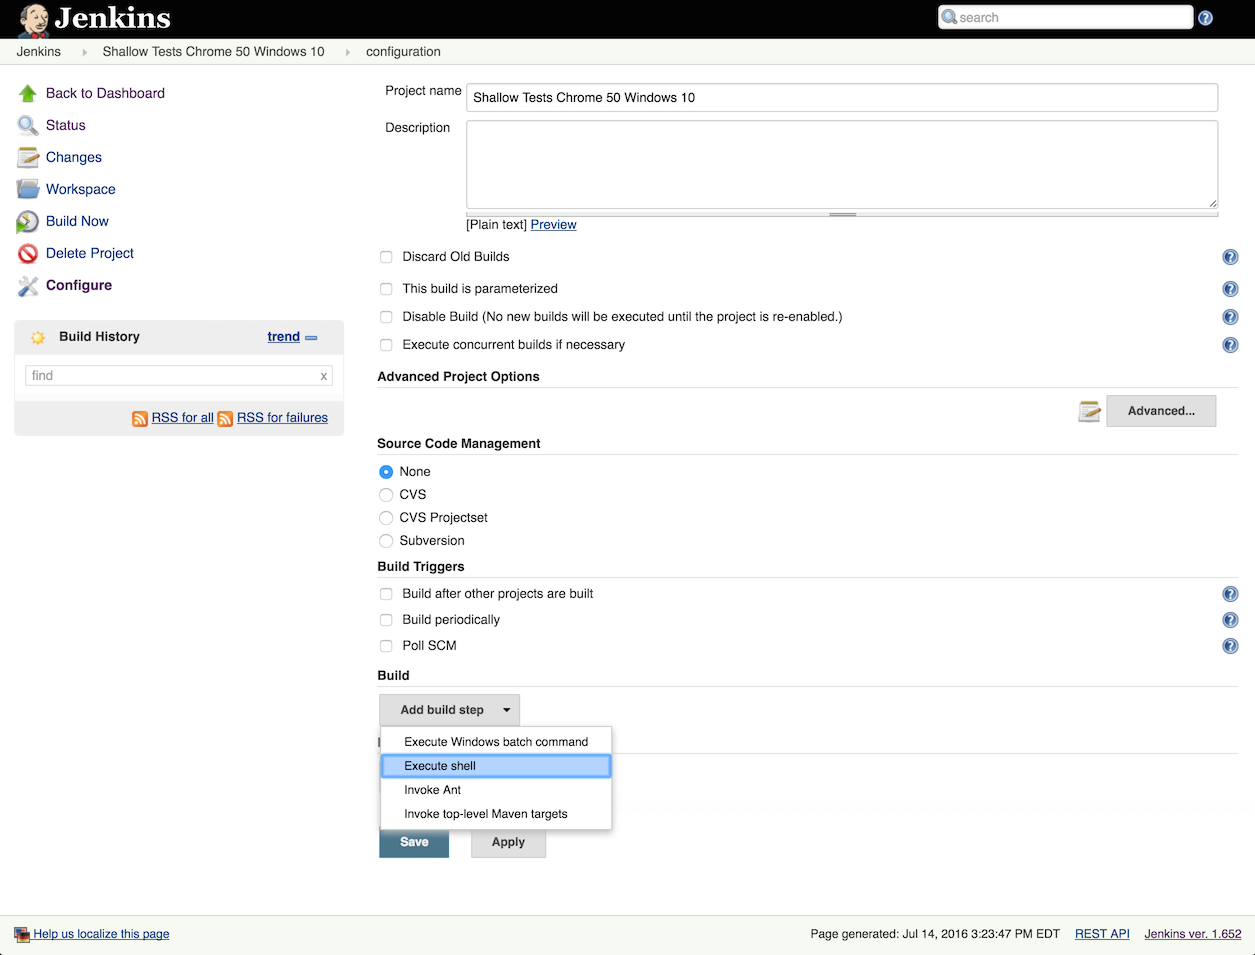 Jenkins
search
Jenkins Shallow Tests Chrome 50 Windows 10 configuration
Back to Dashboard
Status
Changes
Workspace
Build Now
Delete Project
Configure
Build History trend
find x
RSS for all RSS for failures
Project name Shallow Tests Chrome 50 Windows 10
Description
[Plain text] Preview
Discard Old Builds
This build is parameterized
Disable Build (No new builds will be executed until the project is re-enabled.)
Execute concurrent builds if necessary
Advanced Project Options
Advanced...
Source Code Management
None
CVS
CVS Projectset
Subversion
Build Triggers
Build after other projects are built
Build periodically
Poll SCM
Build
Add build step
Execute Windows batch command
Execute shell
Invoke Ant
Invoke top-level Maven targets
Save Apply
Help us localize this page Page generated: Jul 14, 2016 3:23:47 PM EDT REST API Jenkins ver. 1.652